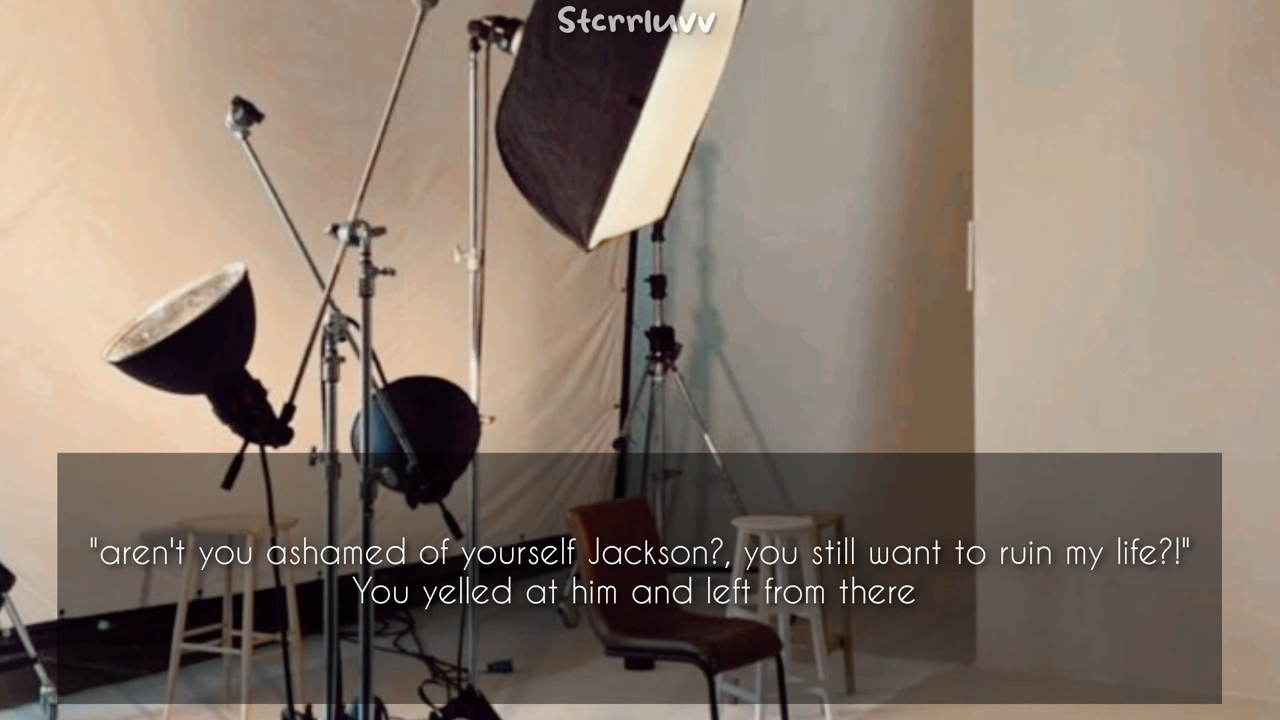 Stcrrluvv
"aren't you ashamed of yourself Jackson?, you still want to ruin my life?!"
You yelled at him and left from there